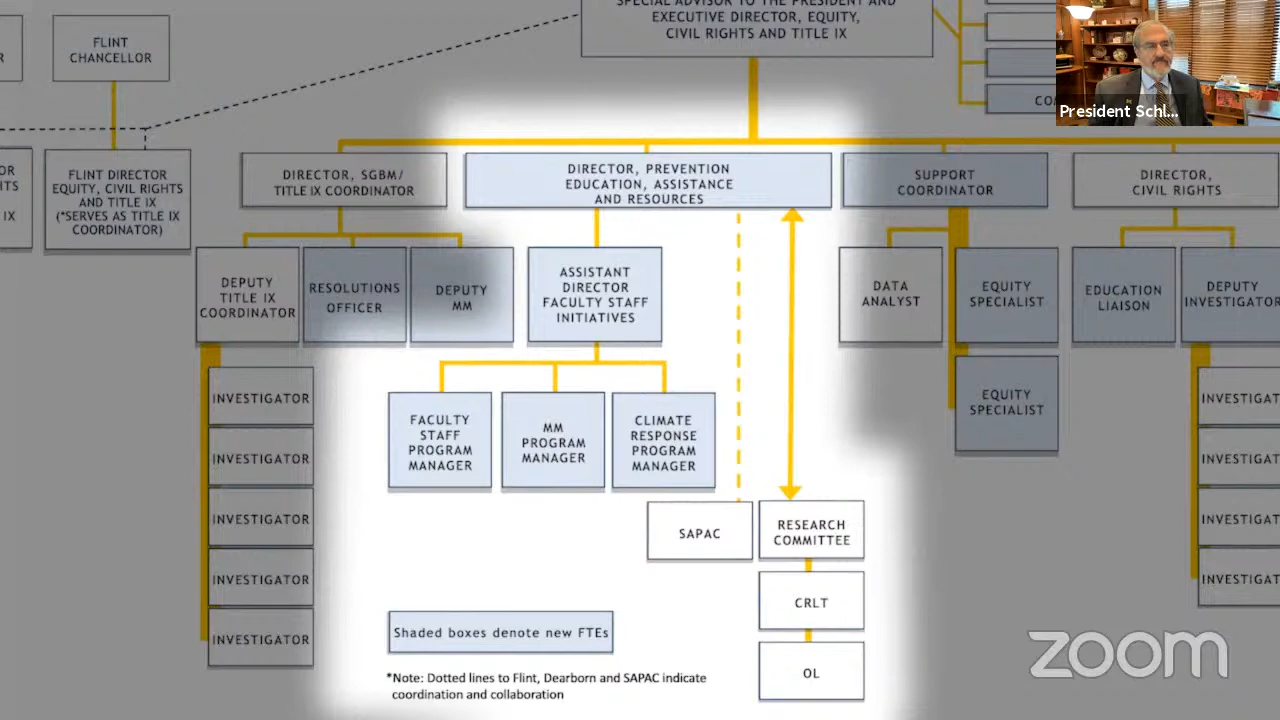 SPECIAL ADVISOR TO THE PRESIDENT AND
EXECUTIVE DIRECTOR, EQUITY,
CIVIL RIGHTS AND TITLE IX
FLINT
CHANCELLOR
President Schl...
FLINT DIRECTOR
EQUITY, CIVIL RIGHTS
AND TITLE IX
(*SERVES AS TITLE IX
COORDINATOR)
IX
DIRECTOR, SGBM/
TITLE IX COORDINATOR
DIRECTOR, PREVENTION
EDUCATION, ASSISTANCE
AND RESOURCES
SUPPORT
COORDINATOR
DIRECTOR,
CIVIL RIGHTS
DEPUTY
TITLE IX
COORDINATOR
RESOLUTIONS
OFFICER
DEPUTY
MM
ASSISTANT
DIRECTOR
FACULTY STAFF
INITIATIVES
DATA
ANALYST
EQUITY
SPECIALIST
EDUCATION
LIAISON
DEPUTY
INVESTIGATOR
INVESTIGATOR
INVESTIGATOR
INVESTIGATOR
INVESTIGATOR
INVESTIGATOR
FACULTY
STAFF
PROGRAM
MANAGER
MM
PROGRAM
MANAGER
CLIMATE
RESPONSE
PROGRAM
MANAGER
EQUITY
SPECIALIST
INVESTIGAT
INVESTIGAT
INVESTIGAT
INVESTIGAT
SAPAC
RESEARCH
COMMITTEE
CRLT
OL
Shaded boxes denote new FTEs
*Note: Dotted lines to Flint, Dearborn and SAPAC indicate
coordination and collaboration
zoom